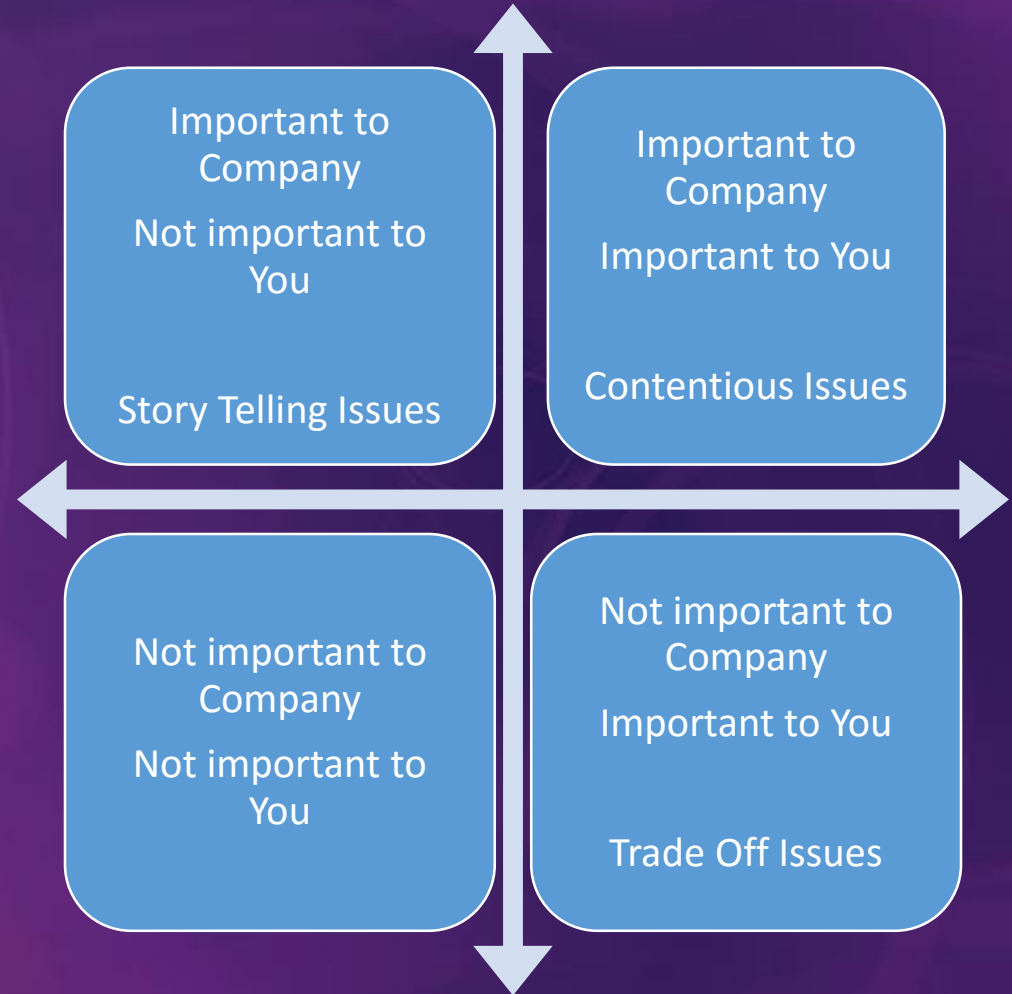 Important to
Company
Not important to
You
Story Telling Issues
Important to
Company
Important to You
Contentious Issues
Not important to
Company
Not important to
You
Not important to
Company
Important to You
Trade Off Issues